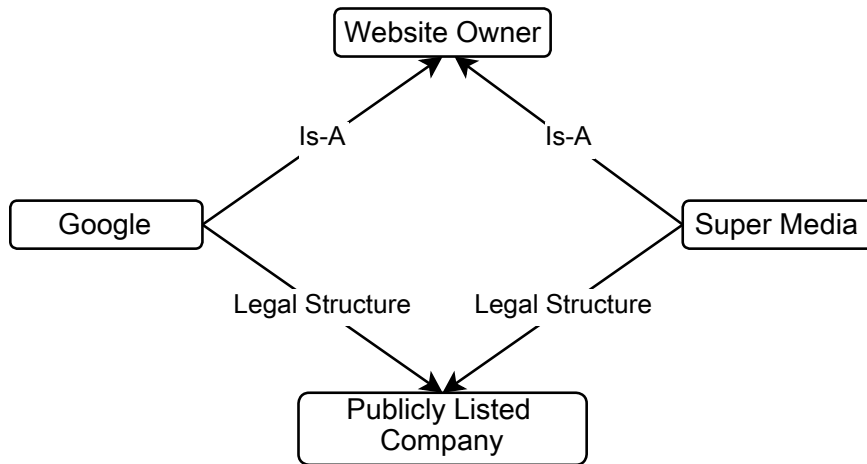 Website Owner
Is-A
Is-A
Google
Super Media
Legal Structure
Legal Structure
Publicly Listed
Company